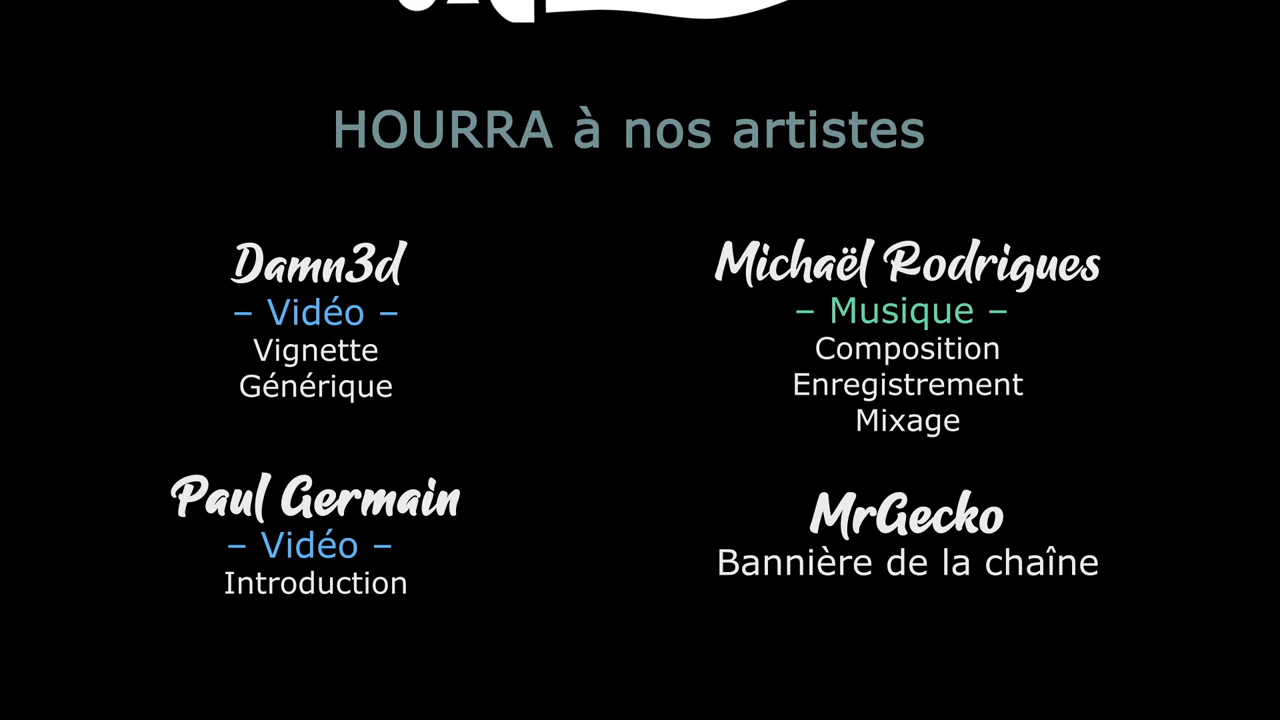 HOURRA à nos artistes
Damn3d
– Vidéo –
Vignette
Générique
Michaël Rodrigues
– Musique –
Composition
Enregistrement
Mixage
Paul Germain
– Vidéo –
Introduction
MrGecko
Bannière de la chaîne